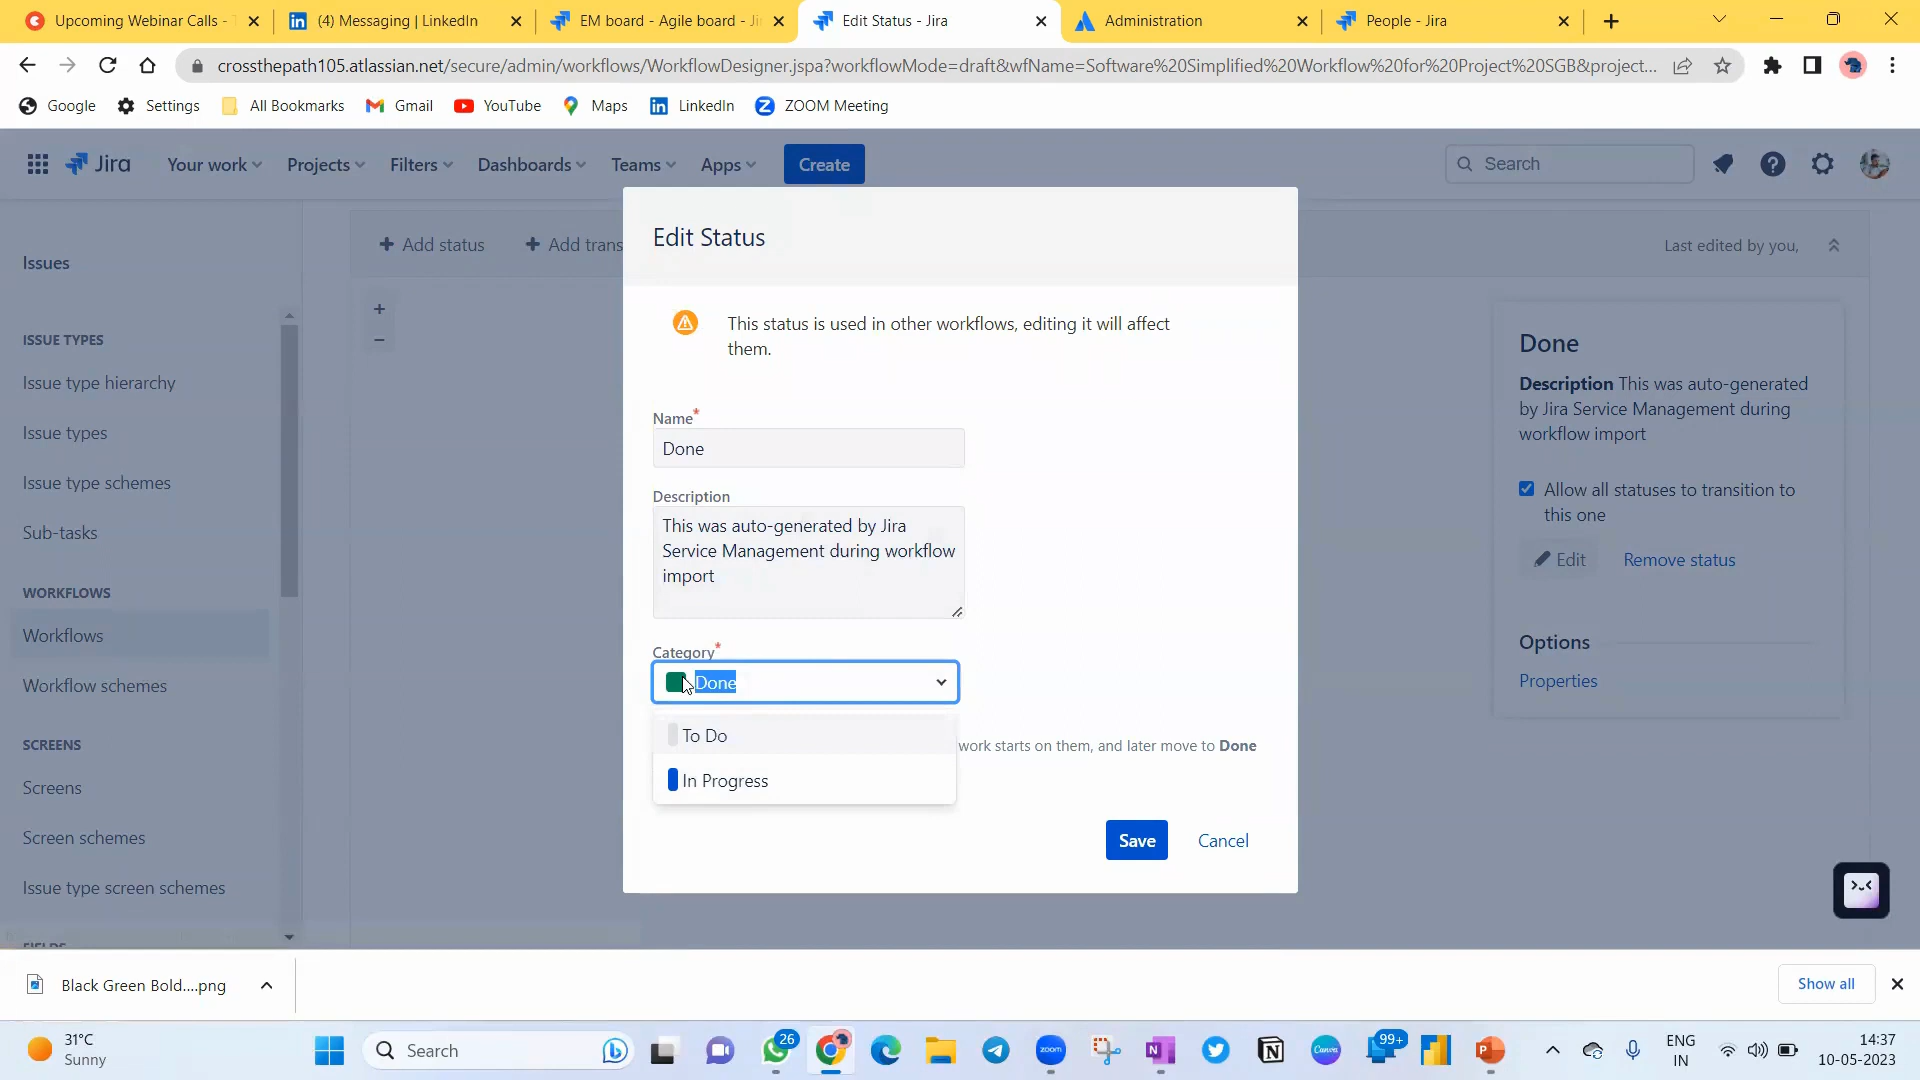 Upcoming Webinar Calls - T
(4) Messaging | LinkedIn
EM board - Agile board - Jir
Edit Status - Jira
Administration
People - Jira
crossthepath105.atlassian.net/secure/admin/workflows/WorkflowDesigner.jspa?workflowMode=draft&wfName=Software%20Simplified%20Workflow%20for%20Project%20SGB&project...
Google
Settings
All Bookmarks
Gmail
YouTube
Maps
LinkedIn
ZOOM Meeting
Jira
Your work
Projects
Filters
Dashboards
Teams
Apps
Create
Search
Issues
ISSUE TYPES
Issue type hierarchy
Issue types
Issue type schemes
Sub-tasks
WORKFLOWS
Workflows
Workflow schemes
SCREENS
Screens
Screen schemes
Issue type screen schemes
FIELDS
Add status
Add trans
Last edited by you,
Edit Status
This status is used in other workflows, editing it will affect
them.
Name*
Done
Description
This was auto-generated by Jira
Service Management during workflow
import
Category*
Done
To Do
In Progress
work starts on them, and later move to Done
Save
Cancel
Done
Description This was auto-generated
by Jira Service Management during
workflow import
Allow all statuses to transition to
this one
Edit
Remove status
Options
Properties
Black Green Bold....png
Show all
31°C
Sunny
Search
26
zoom
Canva
99+
ENG
IN
14:37
10-05-2023